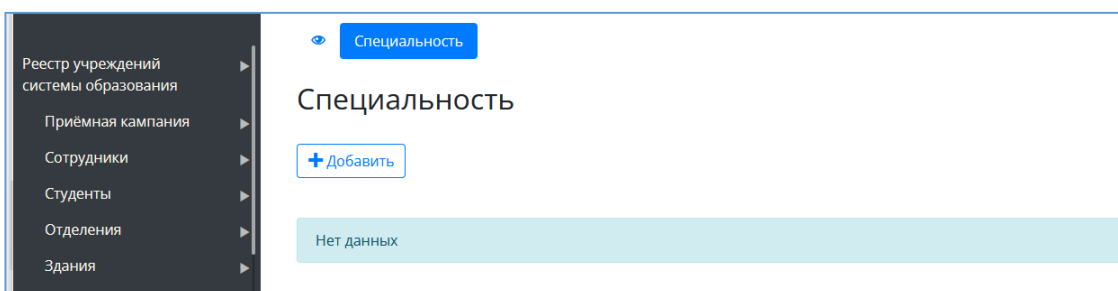 Реестр учреждений
системы образования
Приёмная кампания
Сотрудники
Студенты
Отделения
Здания
Специальность
Специальность
Добавить
Нет данных